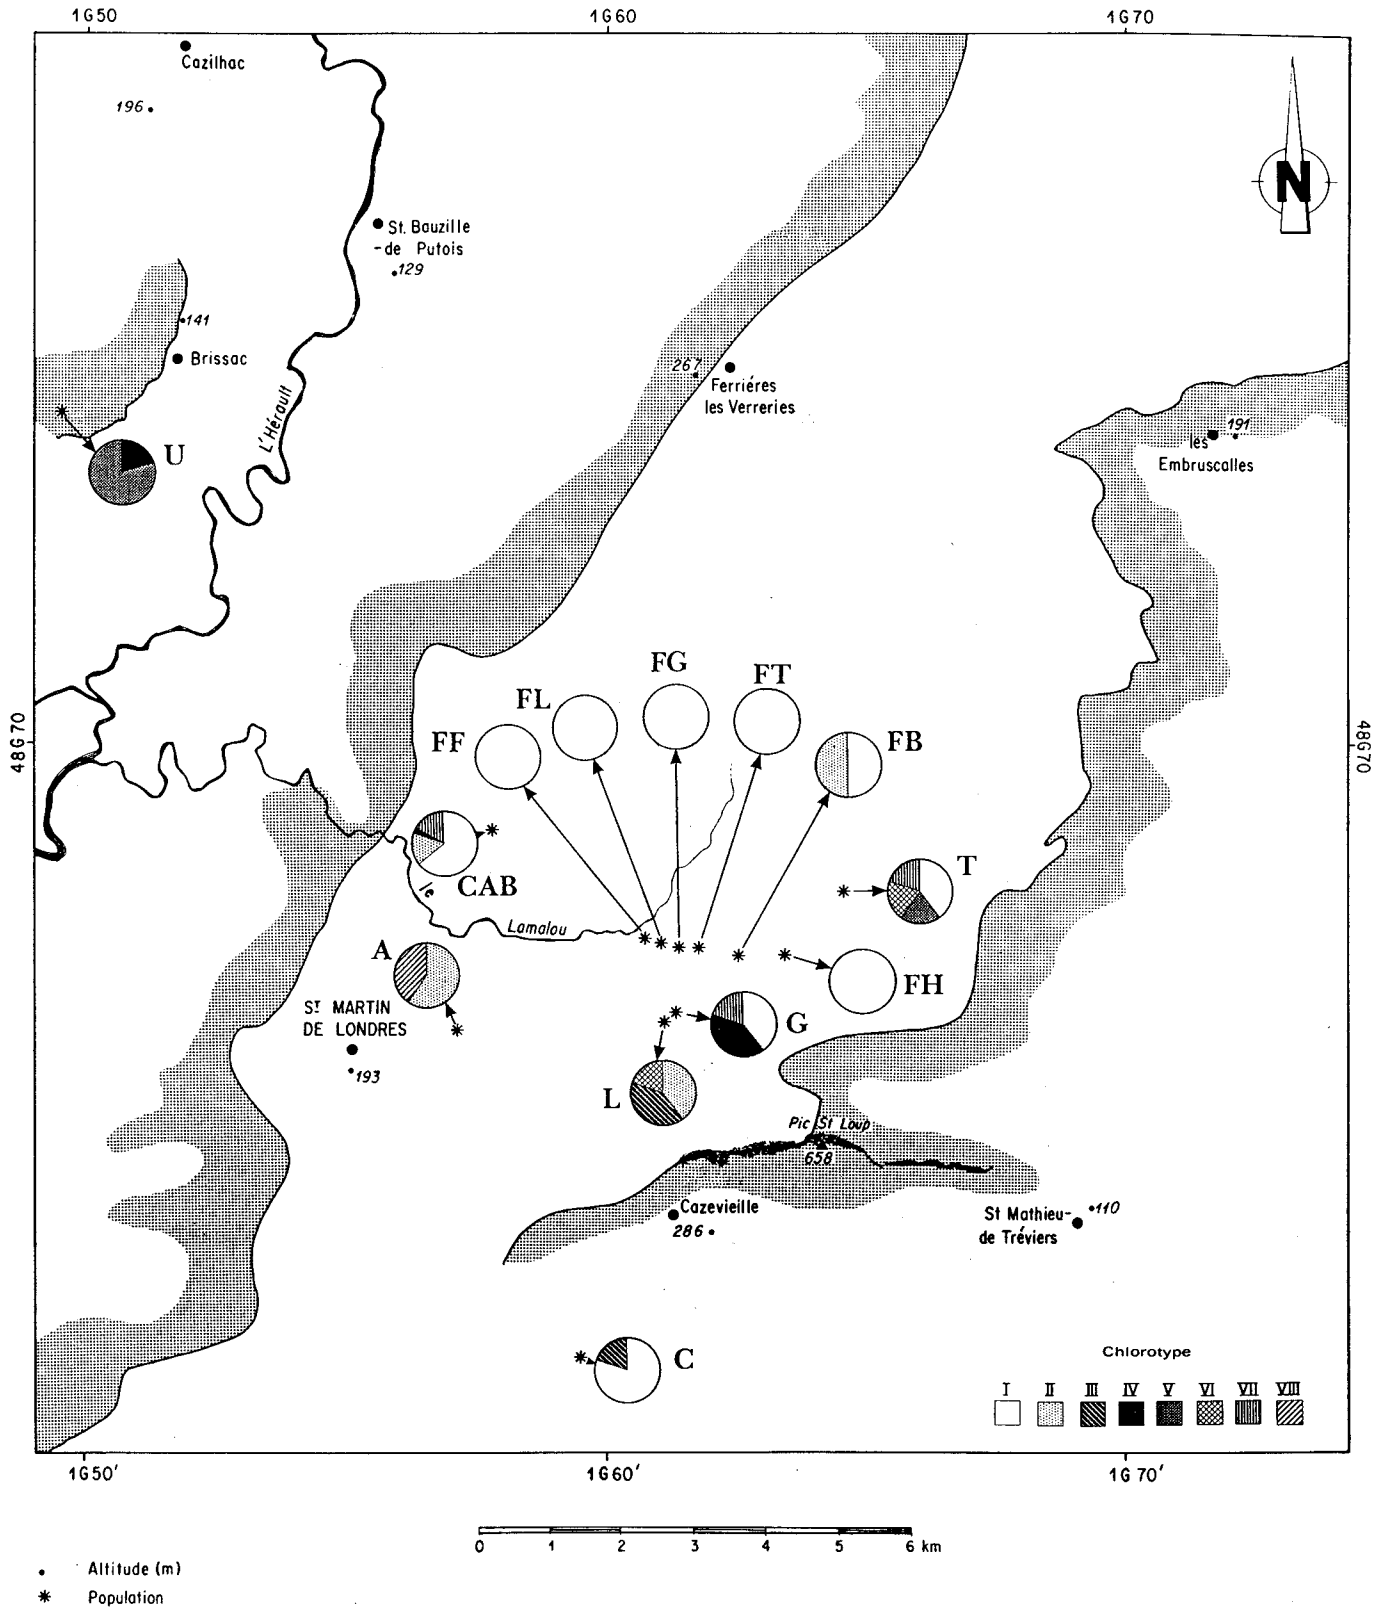 1G50 1G60 1G70
Cazilhac
196
St. Bauzille
-de Putois
129
N
141
Brissac
L'Hérault
267
Ferriéres
les Verreries
191
les
Embruscalles
U
FG
FT
FL
FF
FB
48G70
48G70
CAB
T
le
Lamalou
A
FH
ST MARTIN
DE LONDRES
G
193
L
Pic St Loup
658
Cazevieille
286
St Mathieu-
de Tréviers
110
C
Chlorotype
I II III IV V VI VII VIII
1G50' 1G60' 1G70'
0 1 2 3 4 5 6 km
Altitude (m)
Population